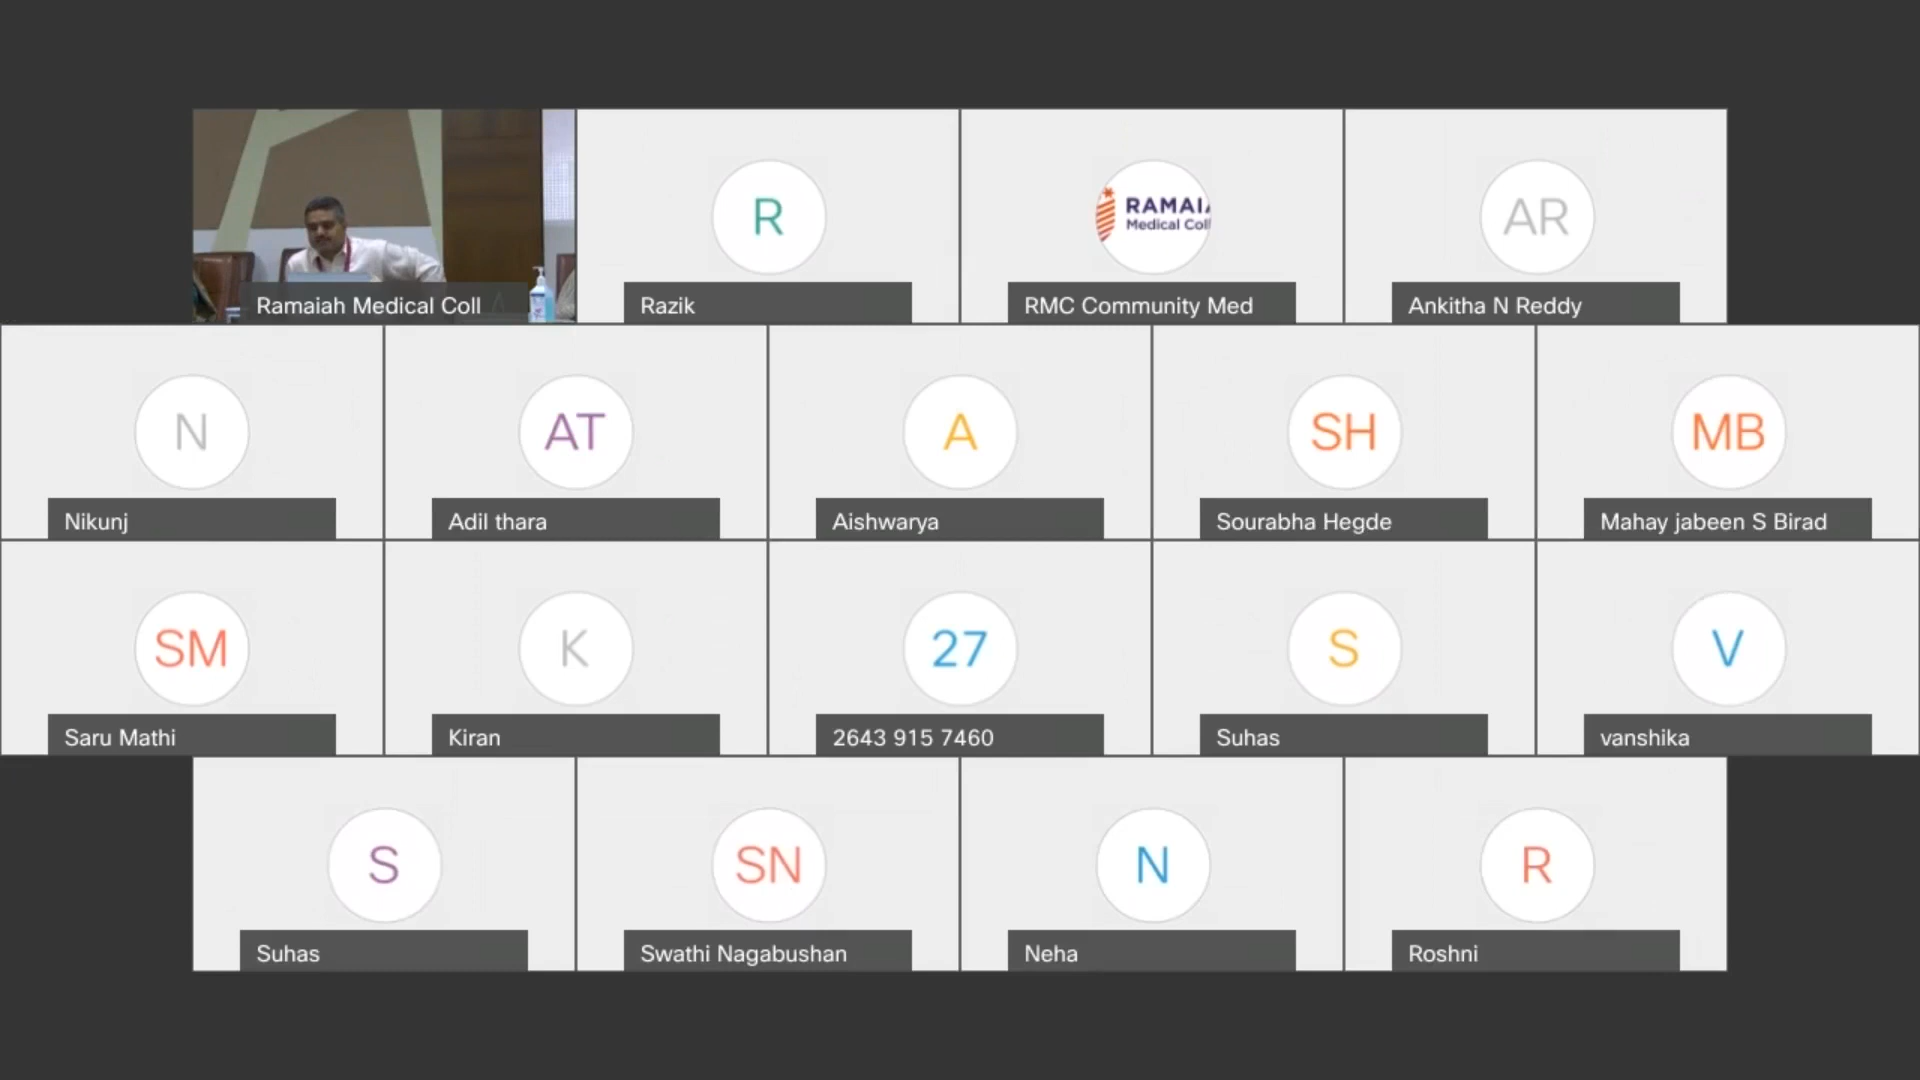 Ramaiah Medical Coll
R
Razik
RAMAIA
Medical Coll
RMC Community Med
AR
Ankitha N Reddy
N
Nikunj
AT
Adil thara
A
Aishwarya
SH
Sourabha Hegde
MB
Mahay jabeen S Birad
SM
Saru Mathi
K
Kiran
27
2643 915 7460
S
Suhas
V
vanshika
S
Suhas
SN
Swathi Nagabushan
N
Neha
R
Roshni